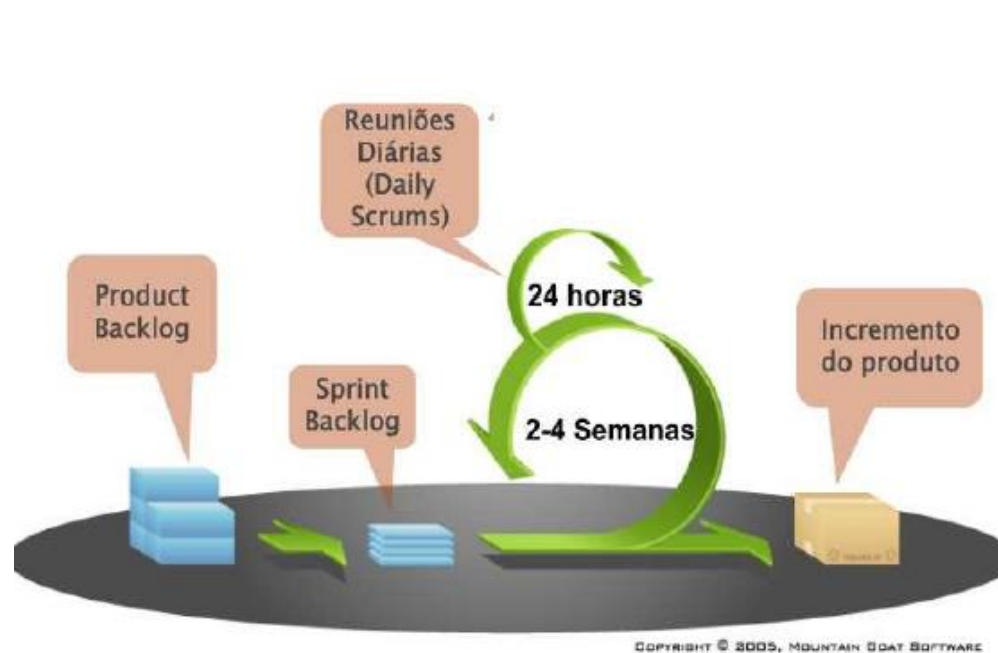 Reuniões
Diárias
(Daily
Scrums)
Product
Backlog
24 horas
Incremento
do produto
Sprint
Backlog
2-4 Semanas
COPYRIGHT © 2005, MOUNTAIN GOAT SOFTWARE